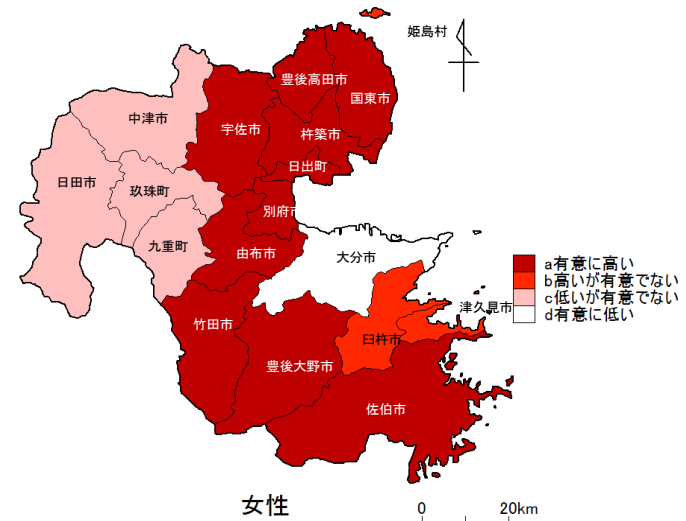 姫島村
豊後高田市
国東市
中津市
宇佐市
杵築市
日出町
日田市
玖珠町
別府市
九重町
由布市
大分市
a有意に高い
b高いが有意でない
c低いが有意でない
d有意に低い
津久見市
竹田市
臼杵市
豊後大野市
佐伯市
女性
0 20km